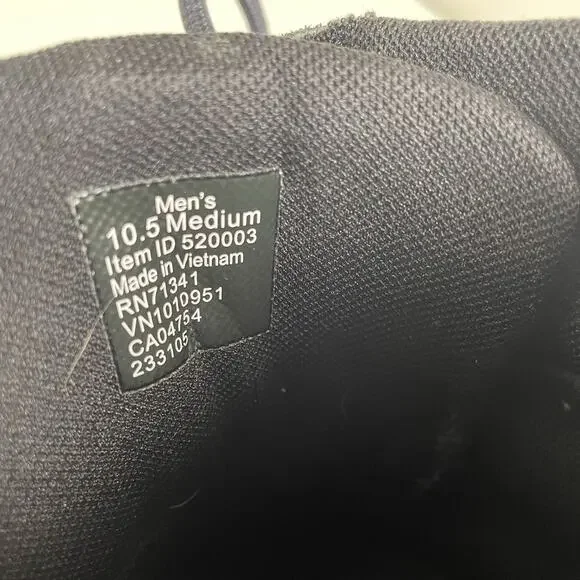 Men's
10.5 Medium
Item ID 520003
Made in Vietnam
RN71341
VN1010951
CA04754
233105